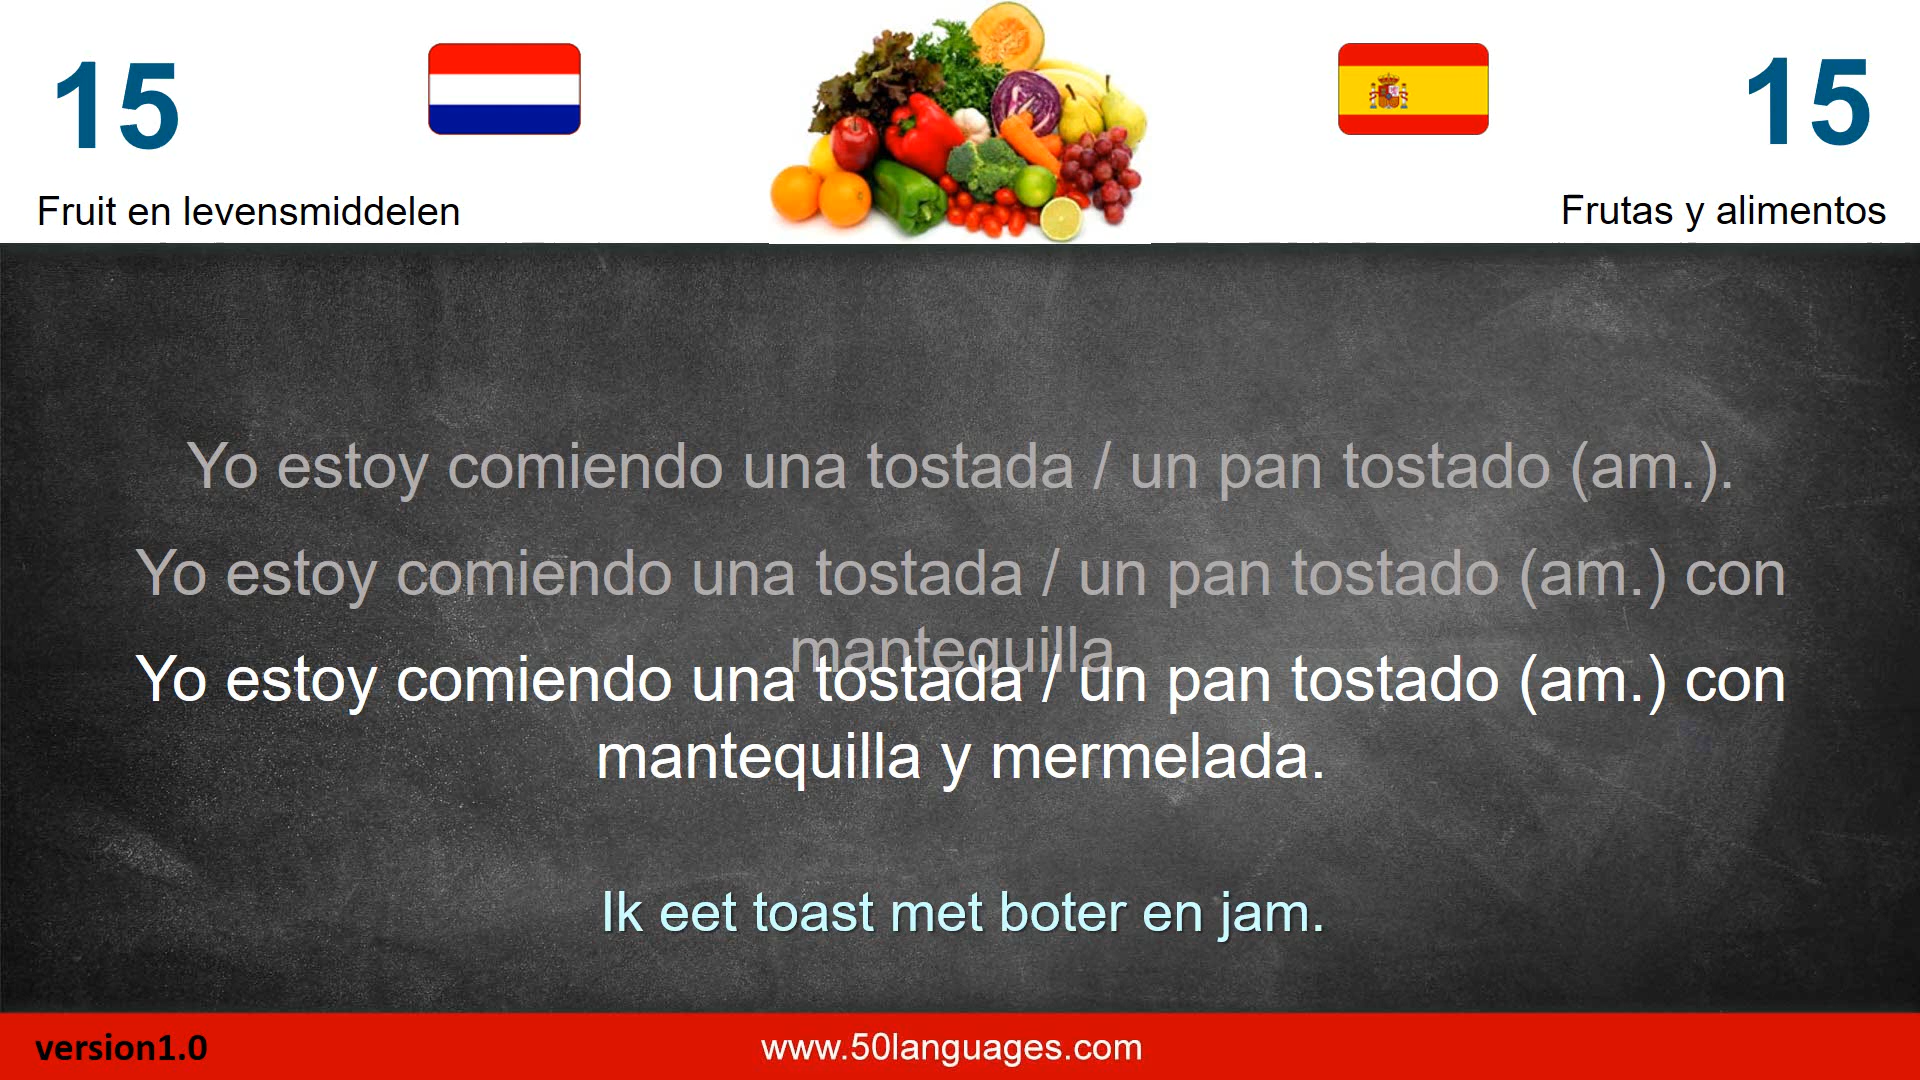 15
15
Fruit en levensmiddelen
Frutas y alimentos
Yo estoy comiendo una tostada / un pan tostado (am.).
Yo estoy comiendo una tostada / un pan tostado (am.) con
mantequilla.
Yo estoy comiendo una tostada / un pan tostado (am.) con
mantequilla y mermelada.
Ik eet toast met boter en jam.
version1.0
www.50languages.com